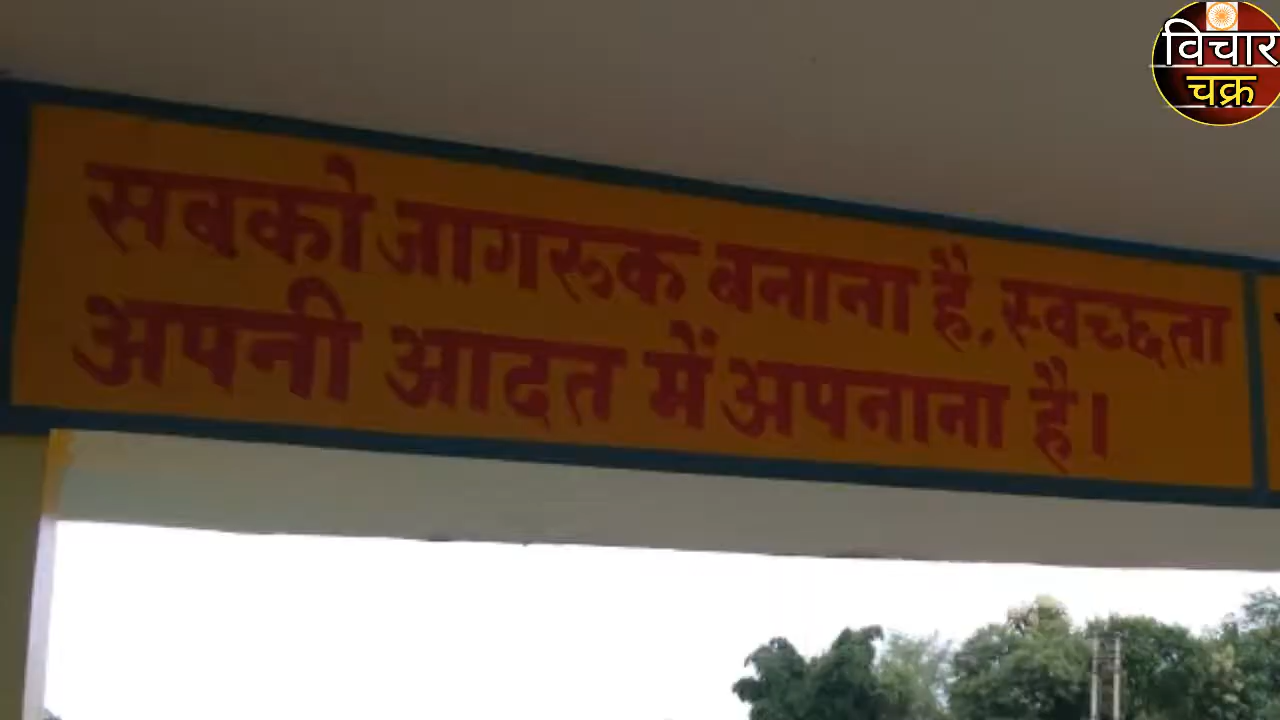 विचार
चक्र
सबको जागरूक बनाना है, स्वच्छता
अपनी आदत में अपनाना है।